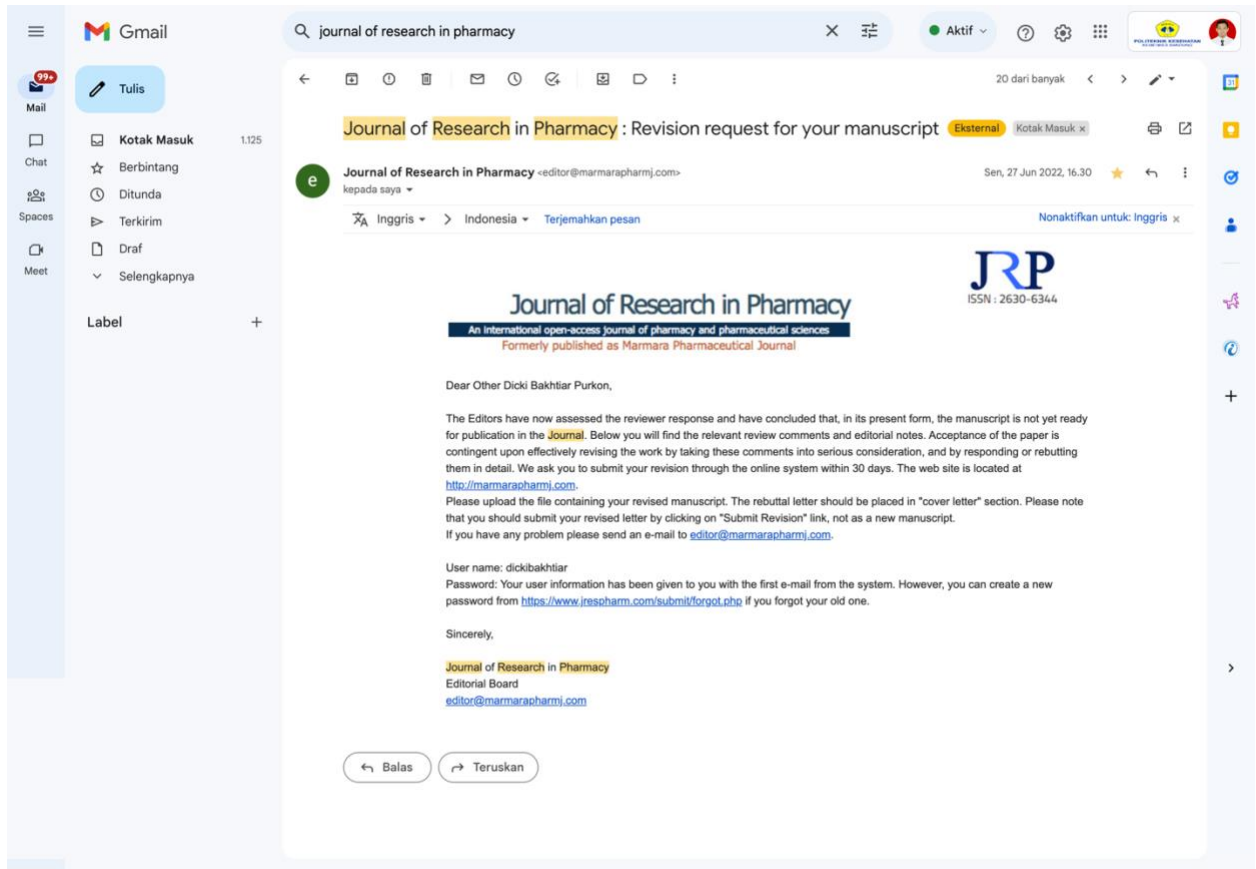 Gmail
journal of research in pharmacy
Aktif
99+
Mail
Chat
Spaces
Meet
Tulis
Kotak Masuk 1.125
Berbintang
Ditunda
Terkirim
Draf
Selengkapnya
Label
20 dari banyak
Journal of Research in Pharmacy : Revision request for your manuscript Eksternal Kotak Masuk ×
e
Journal of Research in Pharmacy <editor@marmarapharmj.com> Sen, 27 Jun 2022, 16.30
kepada saya
Inggris > Indonesia Terjemahkan pesan Nonaktifkan untuk: Inggris ×
JRP
ISSN : 2630-6344
Journal of Research in Pharmacy
An international open-access journal of pharmacy and pharmaceutical sciences
Formerly published as Marmara Pharmaceutical Journal
Dear Other Dicki Bakhtiar Purkon,
The Editors have now assessed the reviewer response and have concluded that, in its present form, the manuscript is not yet ready
for publication in the Journal. Below you will find the relevant review comments and editorial notes. Acceptance of the paper is
contingent upon effectively revising the work by taking these comments into serious consideration, and by responding or rebutting
them in detail. We ask you to submit your revision through the online system within 30 days. The web site is located at
http://marmarapharmj.com.
Please upload the file containing your revised manuscript. The rebuttal letter should be placed in "cover letter" section. Please note
that you should submit your revised letter by clicking on "Submit Revision" link, not as a new manuscript.
If you have any problem please send an e-mail to editor@marmarapharmj.com.
User name: dickibakhtiar
Password: Your user information has been given to you with the first e-mail from the system. However, you can create a new
password from https://www.jrespharm.com/submit/forgot.php if you forgot your old one.
Sincerely,
Journal of Research in Pharmacy
Editorial Board
editor@marmarapharmj.com
Balas
Teruskan
POLITEKNIK KESEHATAN
31